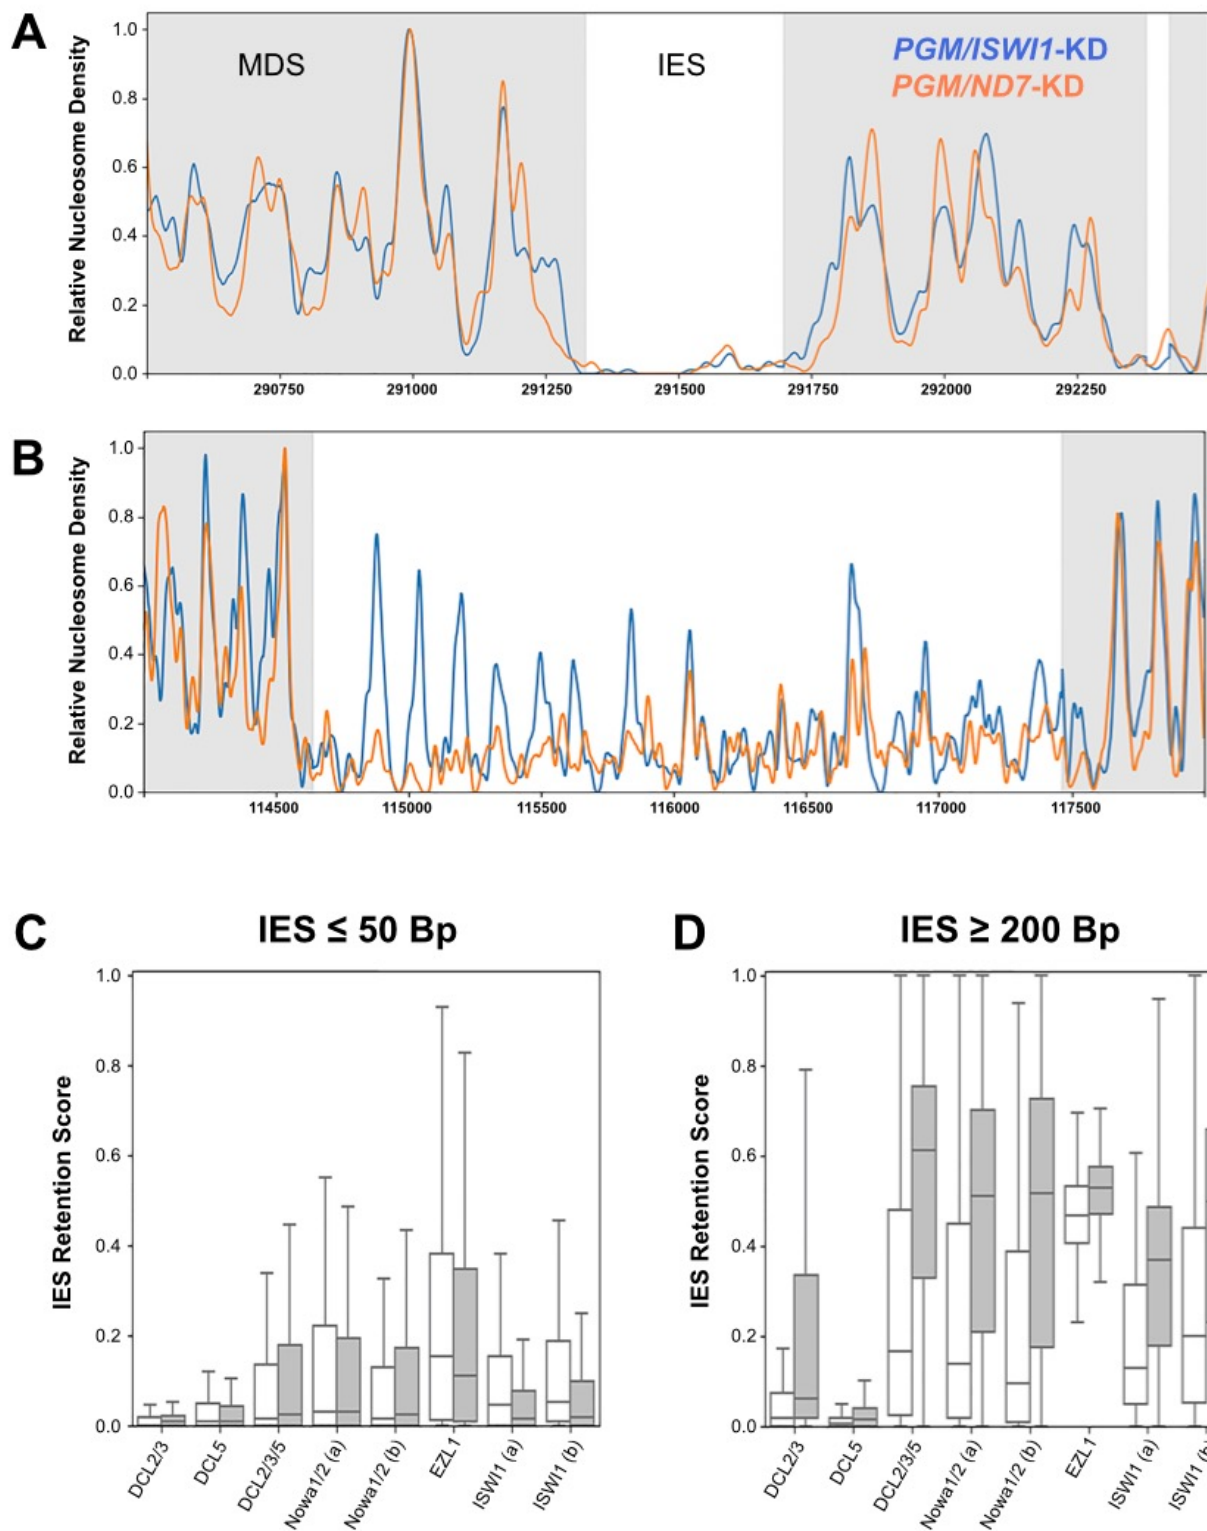 A
Relative Nucleosome Density
1.0
0.8
0.6
0.4
0.2
0.0
MDS
IES
PGM/ISWI1-KD
PGM/ND7-KD
290750
291000
291250
291500
291750
292000
292250
B
Relative Nucleosome Density
1.0
0.8
0.6
0.4
0.2
0.0
114500
115000
115500
116000
116500
117000
117500
C
IES ≤ 50 Bp
IES Retention Score
1.0
0.8
0.6
0.4
0.2
0.0
DCL2/3
DCL5
DCL2/3/5
Nowa1/2 (a)
Nowa1/2 (b)
EZL1
ISWI1 (a)
ISWI1 (b)
D
IES ≥ 200 Bp
IES Retention Score
1.0
0.8
0.6
0.4
0.2
0.0
DCL2/3
DCL5
DCL2/3/5
Nowa1/2 (a)
Nowa1/2 (b)
EZL1
ISWI1 (a)
ISWI1 (b